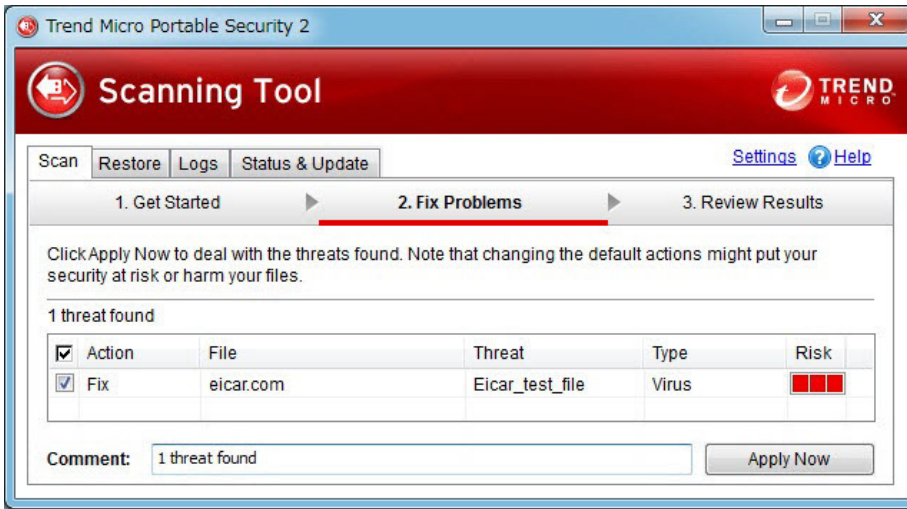 Trend Micro Portable Security 2
Scanning Tool
TREND
MICRO
Scan Restore Logs Status & Update Settings ? Help
1. Get Started 2. Fix Problems 3. Review Results
Click Apply Now to deal with the threats found. Note that changing the default actions might put your
security at risk or harm your files.
1 threat found
Action File Threat Type Risk
Fix eicar.com Eicar_test_file Virus
Comment: 1 threat found Apply Now